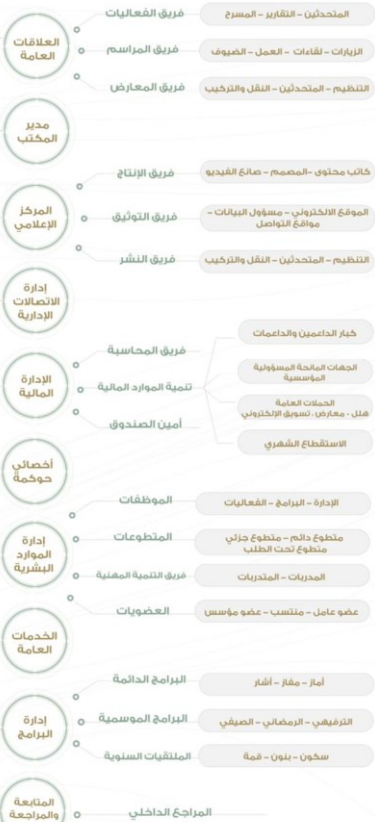 العلاقات
العامة
فريق الفعاليات
المتحدثين – التقارير – المسرح
فريق المراسم
الزيارات – لقاءات – العمل – الضيوف
فريق المعارض
التنظيم – المتحدثين – النقل والتركيب
مدير
المكتب
المركز
الإعلامي
فريق الإنتاج
كاتب محتوى –المصمم – صانع الفيديو
فريق التوثيق
الموقع الالكتروني – مسؤول البيانات –
مواقع التواصل
فريق النشر
التنظيم – المتحدثين – النقل والتركيب
إدارة
الاتصالات
الإدارية
الإدارة
المالية
فريق المحاسبة
تنمية الموارد المالية
كبار الداعمين والداعمات
الجهات المانحة المسؤولية
المؤسسية
الحملات العامة
هلل - معارض - تسويق الإلكتروني
الاستقطاع الشهري
أمين الصندوق
أخصائي
حوكمة
إدارة
الموارد
البشرية
الموظفات
الإدارة – البرامج – الفعاليات
المتطوعات
متطوع دائم – متطوع جزئي
متطوع تحت الطلب
فريق التنمية المهنية
المدربات – المتدربات
العضويات
عضو عامل – منتسب – عضو مؤسس
الخدمات
العامة
إدارة
البرامج
البرامج الدائمة
أماز – مفاز – أشار
البرامج الموسمية
الترفيهي – الرمضاني – الصيفي
الملتقيات السنوية
سكون – بنون – قمة
المتابعة
والمراجعة
المراجع الداخلي